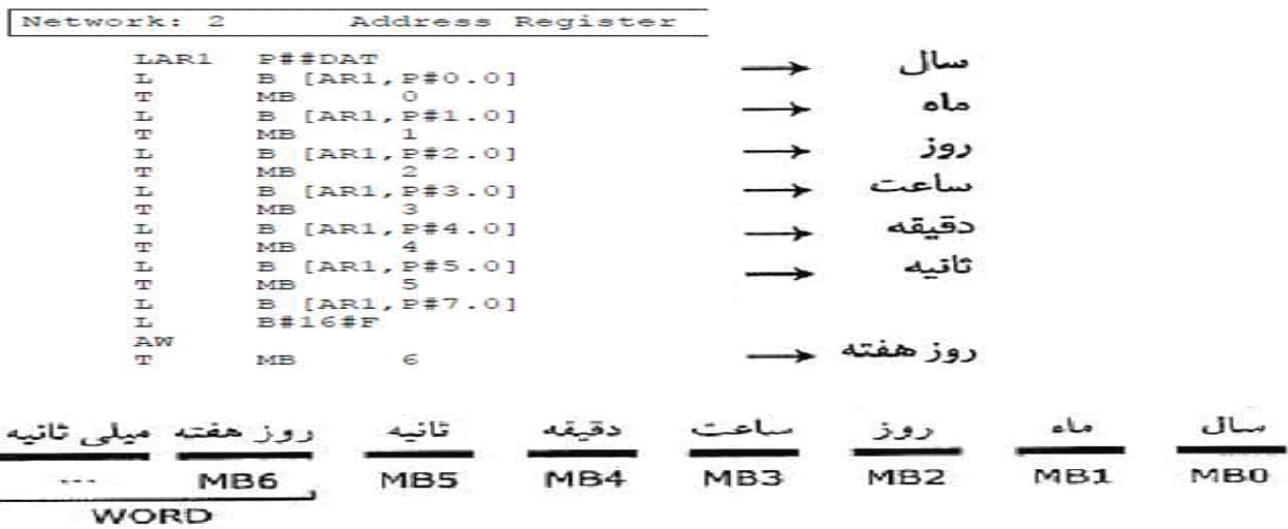 Network: 2 Address Register
LAR1 P##DAT
L B [AR1,P#0.0] → سال
T MB 0
L B [AR1,P#1.0] → ماه
T MB 1
L B [AR1,P#2.0] → روز
T MB 2
L B [AR1,P#3.0] → ساعت
T MB 3
L B [AR1,P#4.0] → دقیقه
T MB 4
L B [AR1,P#5.0] → ثانیه
T MB 5
L B [AR1,P#7.0]
L B#16#F
AW
T MB 6 → روز هفته
سال ماه روز ساعت دقیقه ثانیه روز هفته میلی ثانیه
... MB6 MB5 MB4 MB3 MB2 MB1 MB0
WORD